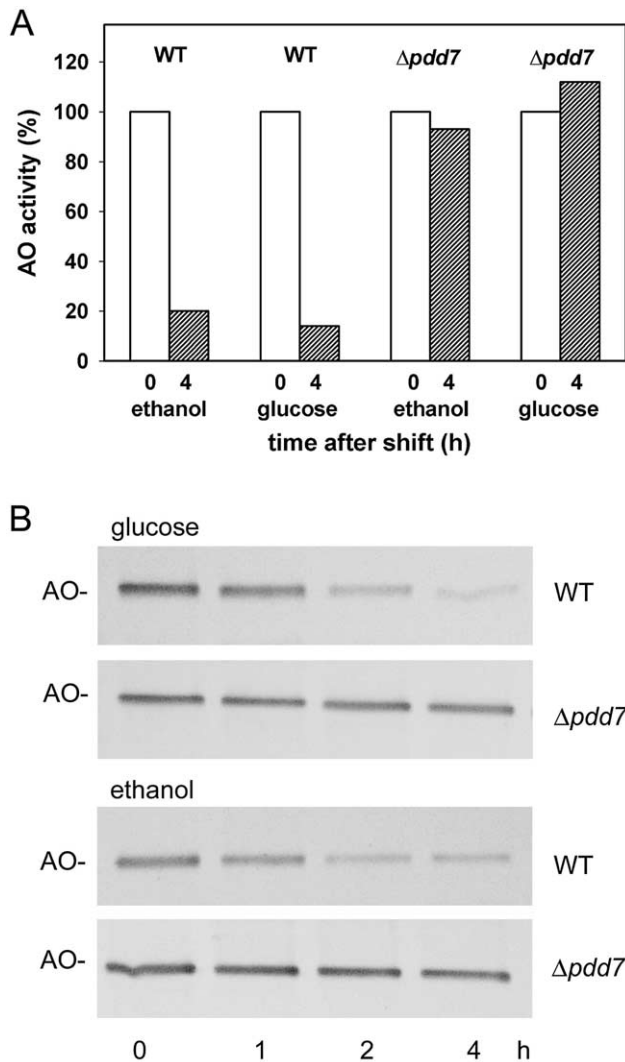 A
WT WT Δpdd7 Δpdd7
120
100
80
60
40
20
0
AO activity (%)
0 4 0 4 0 4 0 4
ethanol glucose ethanol glucose
time after shift (h)
B
glucose
AO- WT
AO- Δpdd7
ethanol
AO- WT
AO- Δpdd7
0 1 2 4 h